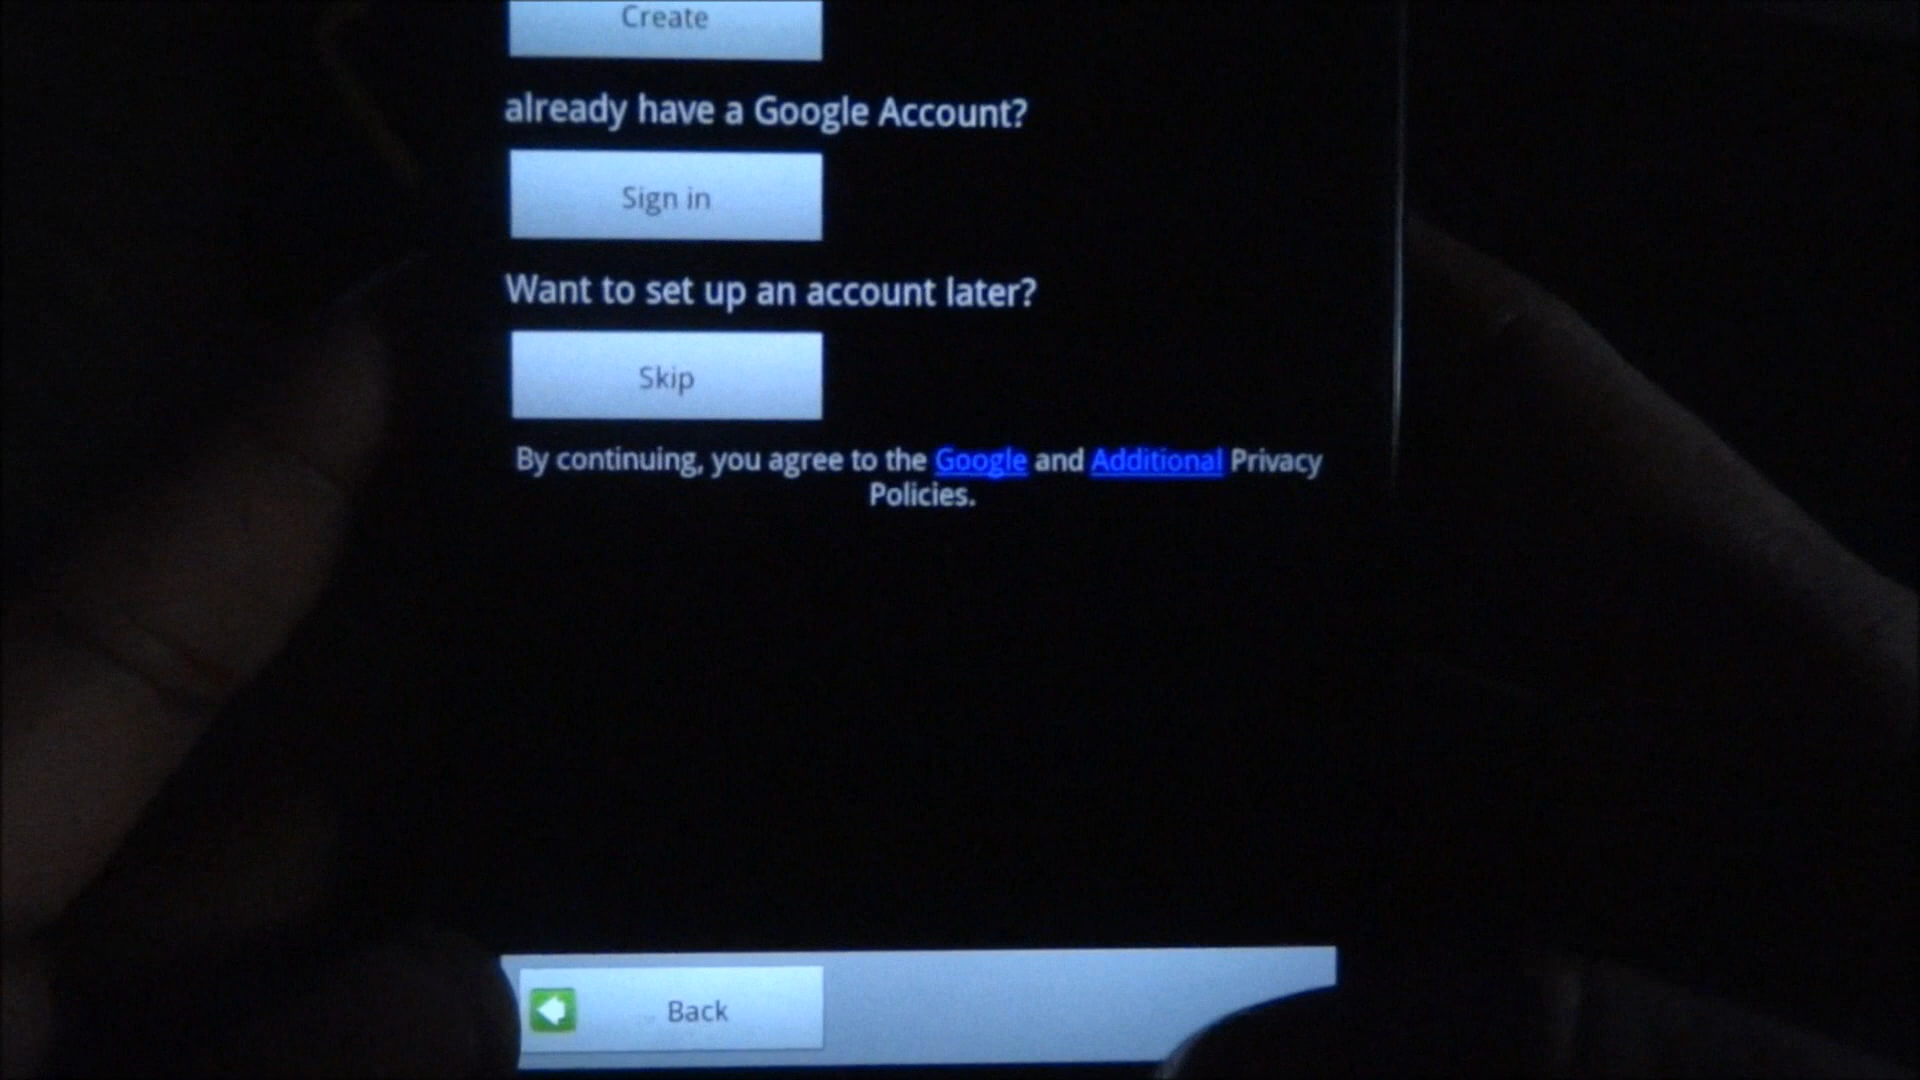 Create
already have a Google Account?
Sign in
Want to set up an account later?
Skip
By continuing, you agree to the Google and Additional Privacy
Policies.
Back